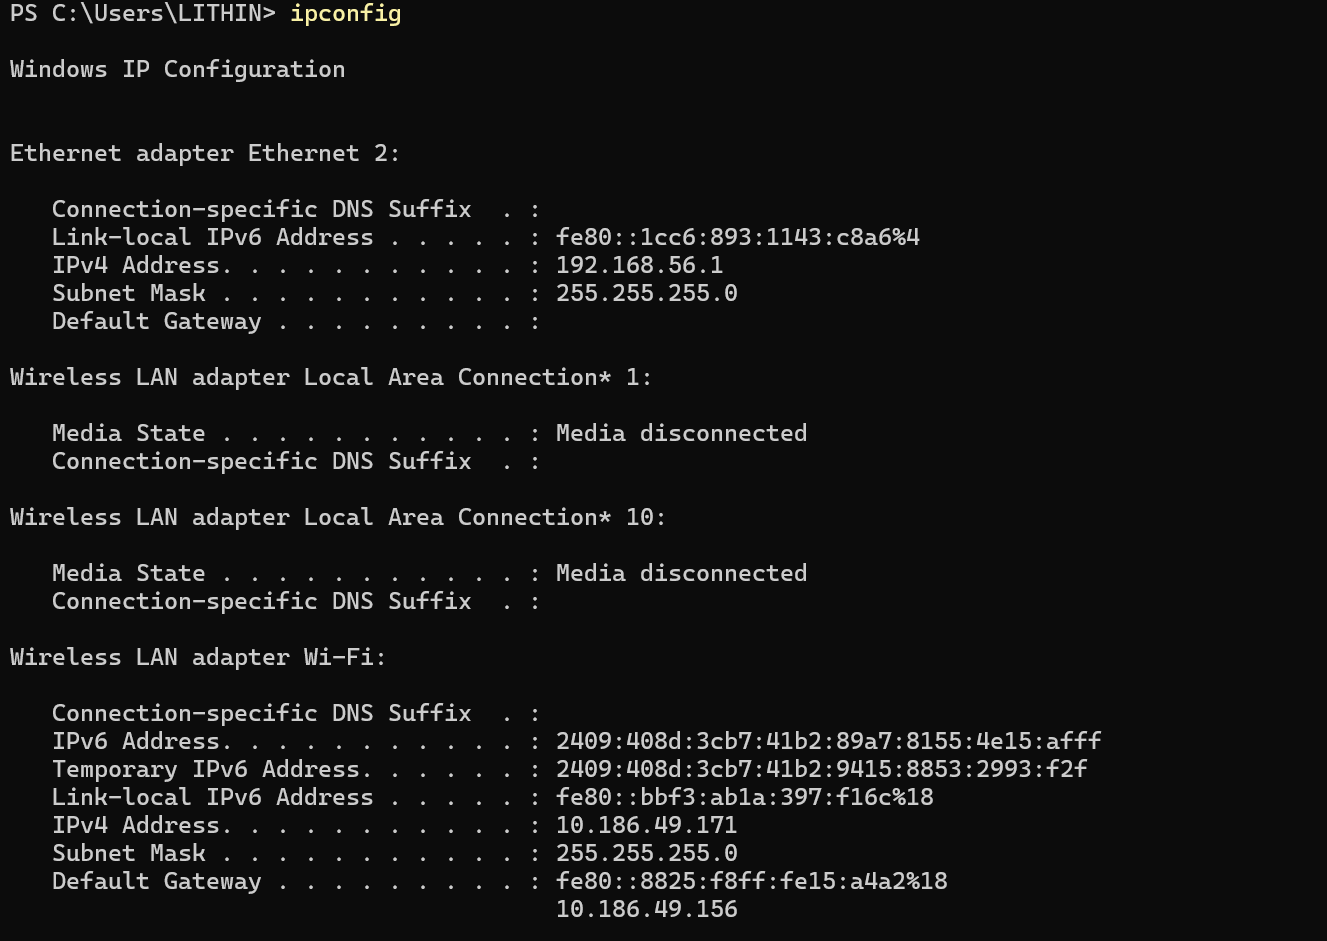 PS C:\Users\LITHIN> ipconfig
Windows IP Configuration
Ethernet adapter Ethernet 2:
Connection-specific DNS Suffix  . :
Link-local IPv6 Address . . . . . : fe80::1cc6:893:1143:c8a6%4
IPv4 Address. . . . . . . . . . . : 192.168.56.1
Subnet Mask . . . . . . . . . . . : 255.255.255.0
Default Gateway . . . . . . . . . :
Wireless LAN adapter Local Area Connection* 1:
Media State . . . . . . . . . . . : Media disconnected
Connection-specific DNS Suffix  . :
Wireless LAN adapter Local Area Connection* 10:
Media State . . . . . . . . . . . : Media disconnected
Connection-specific DNS Suffix  . :
Wireless LAN adapter Wi-Fi:
Connection-specific DNS Suffix  . :
IPv6 Address. . . . . . . . . . . : 2409:408d:3cb7:41b2:89a7:8155:4e15:afff
Temporary IPv6 Address. . . . . . : 2409:408d:3cb7:41b2:9415:8853:2993:f2f
Link-local IPv6 Address . . . . . : fe80::bbf3:ab1a:397:f16c%18
IPv4 Address. . . . . . . . . . . : 10.186.49.171
Subnet Mask . . . . . . . . . . . : 255.255.255.0
Default Gateway . . . . . . . . . : fe80::8825:f8ff:fe15:a4a2%18
10.186.49.156